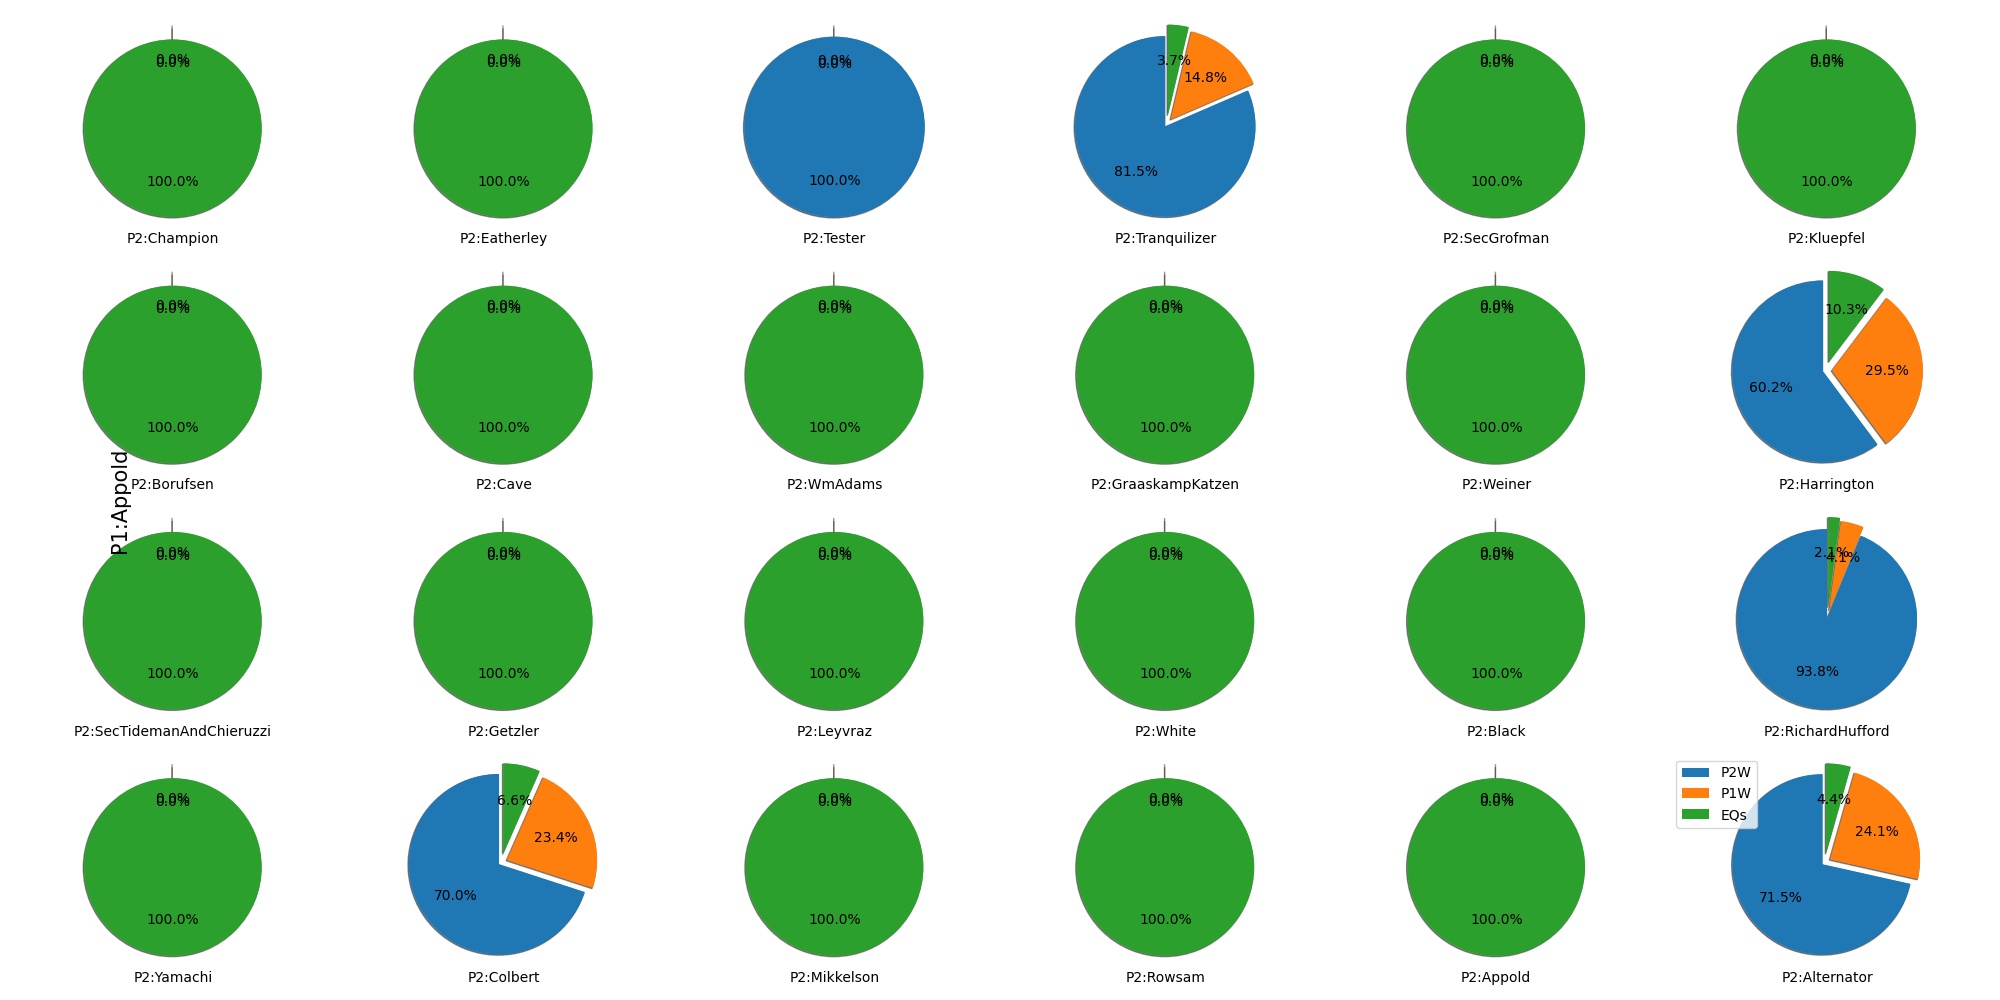 0.0%
0.0%
100.0%
P2:Champion
0.0%
0.0%
100.0%
P2:Eatherley
0.0%
0.0%
100.0%
P2:Tester
3.7%
14.8%
81.5%
P2:Tranquilizer
0.0%
0.0%
100.0%
P2:SecGrofman
0.0%
0.0%
100.0%
P2:Kluepfel
P1:Appold
0.0%
0.0%
100.0%
P2:Borufsen
0.0%
0.0%
100.0%
P2:Cave
0.0%
0.0%
100.0%
P2:WmAdams
0.0%
0.0%
100.0%
P2:GraaskampKatzen
0.0%
0.0%
100.0%
P2:Weiner
10.3%
29.5%
60.2%
P2:Harrington
0.0%
0.0%
100.0%
P2:SecTidemanAndChieruzzi
0.0%
0.0%
100.0%
P2:Getzler
0.0%
0.0%
100.0%
P2:Leyvraz
0.0%
0.0%
100.0%
P2:White
0.0%
0.0%
100.0%
P2:Black
2.1%
4.1%
93.8%
P2:RichardHufford
0.0%
0.0%
100.0%
P2:Yamachi
6.6%
23.4%
70.0%
P2:Colbert
0.0%
0.0%
100.0%
P2:Mikkelson
0.0%
0.0%
100.0%
P2:Rowsam
0.0%
0.0%
100.0%
P2:Appold
P2W
P1W
EQs
4.4%
24.1%
71.5%
P2:Alternator